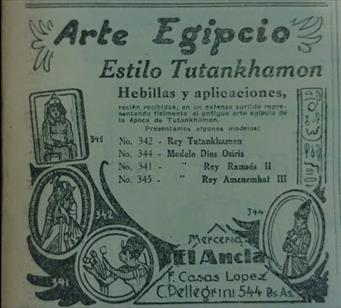 Arte Egipcio
Estilo Tutankhamon
Hebillas y aplicaciones,
recién recibidas; en un extenso surtido repre-
sentando fielmente el antiguo arte egipcio de
la época de Tutankhamon.
Presentamos algunos modelos:
No. 342 - Rey Tutankhamon
No. 344 - Modelo Dios Osiris
No. 341 - " Rey Ramsés II
No. 345 - " Rey Amenemhat III
345
342
344
341
Mercería
El Ancla
F. Casas Lopez
C. Pellegrini 544 Bs As.